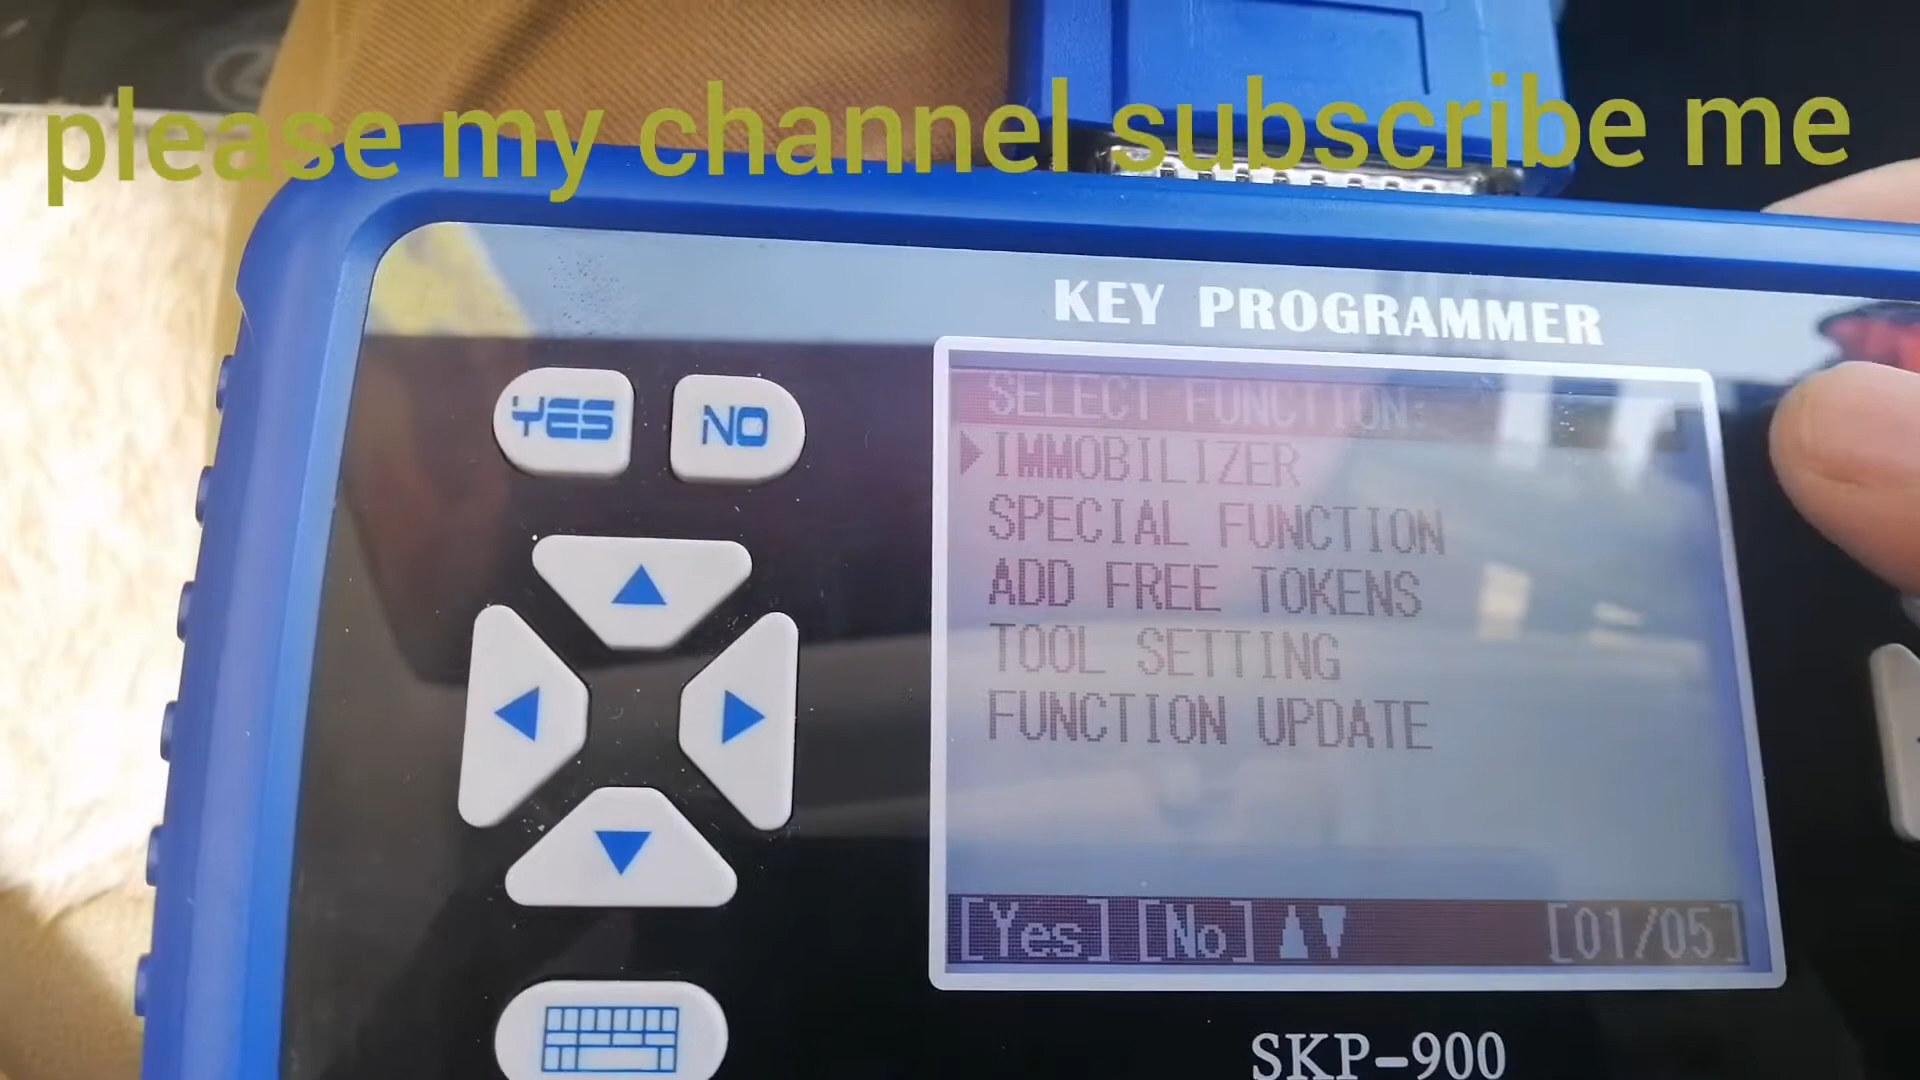 please my channel subscribe me
KEY PROGRAMMER
YES NO
SELECT FUNCTION:
IMMOBILIZER
SPECIAL FUNCTION
ADD FREE TOKENS
TOOL SETTING
FUNCTION UPDATE
[Yes] [No] [01/05]
SKP-900